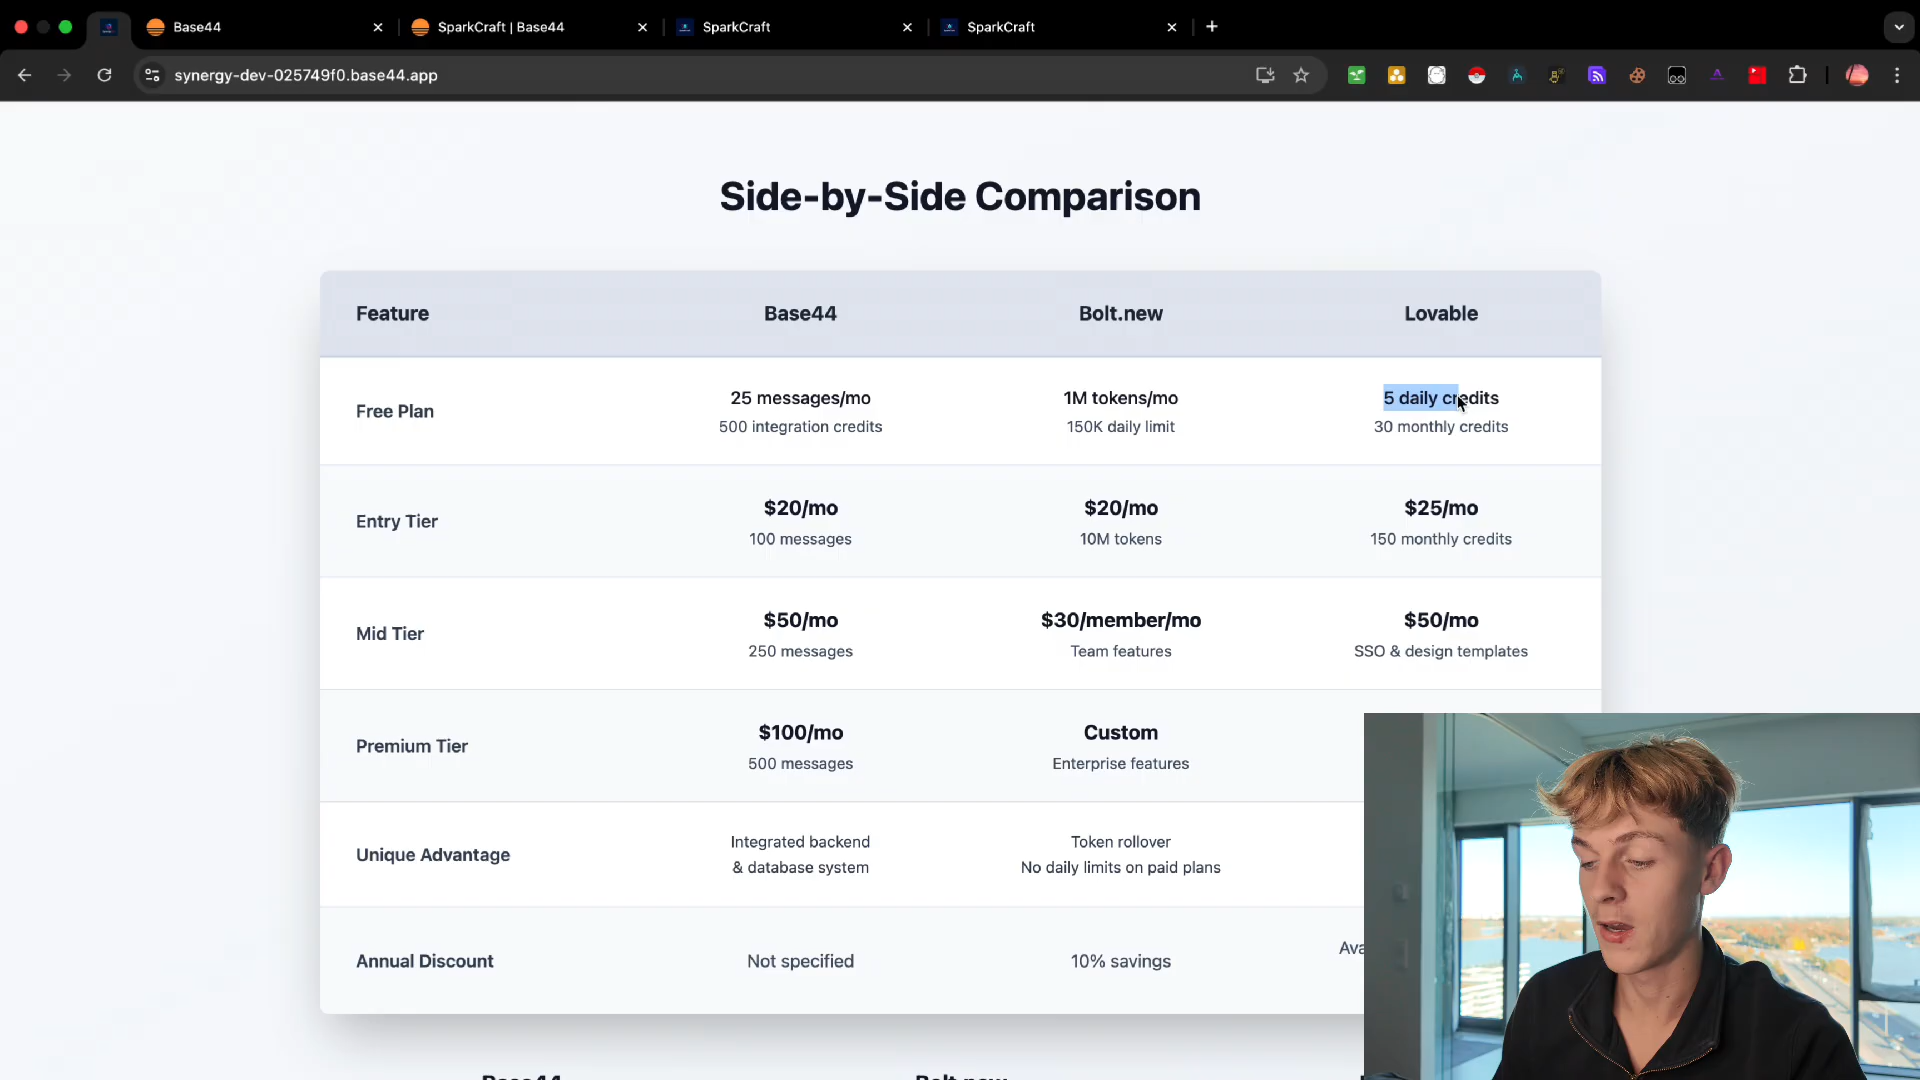 Base44
SparkCraft | Base44
SparkCraft
SparkCraft
synergy-dev-025749f0.base44.app
Side-by-Side Comparison
Feature Base44 Bolt.new Lovable
Free Plan
25 messages/mo
500 integration credits
1M tokens/mo
150K daily limit
5 daily credits
30 monthly credits
Entry Tier
$20/mo
100 messages
$20/mo
10M tokens
$25/mo
150 monthly credits
Mid Tier
$50/mo
250 messages
$30/member/mo
Team features
$50/mo
SSO & design templates
Premium Tier
$100/mo
500 messages
Custom
Enterprise features
Unique Advantage
Integrated backend
& database system
Token rollover
No daily limits on paid plans
Annual Discount
Not specified
10% savings
Ava
Base44
Bolt.new